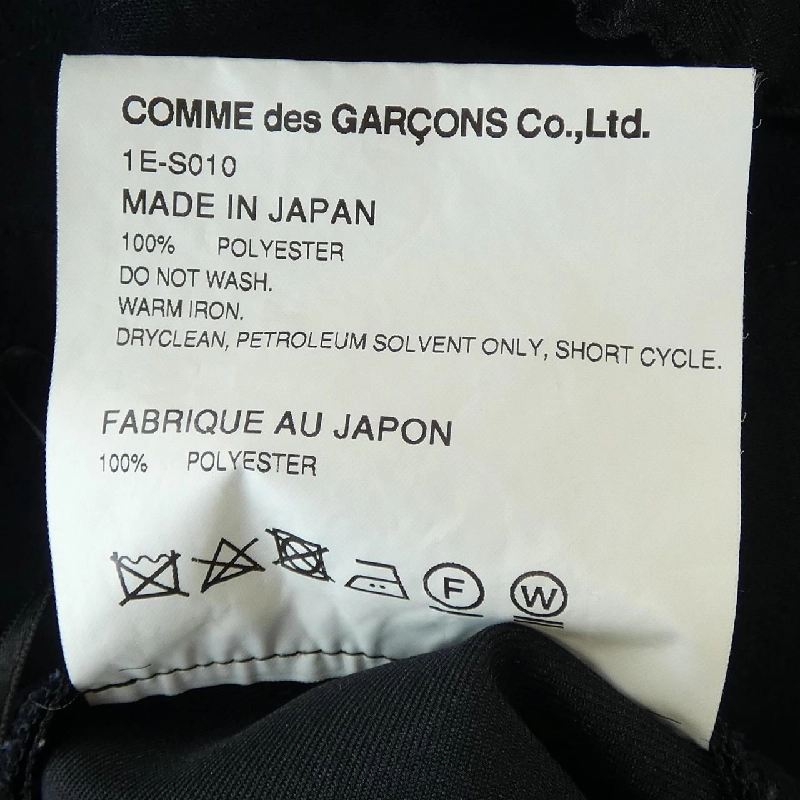 COMME des GARÇONS Co.,Ltd.
1E-S010
MADE IN JAPAN
100% POLYESTER
DO NOT WASH.
WARM IRON.
DRYCLEAN, PETROLEUM SOLVENT ONLY, SHORT CYCLE.
FABRIQUE AU JAPON
100% POLYESTER
F W